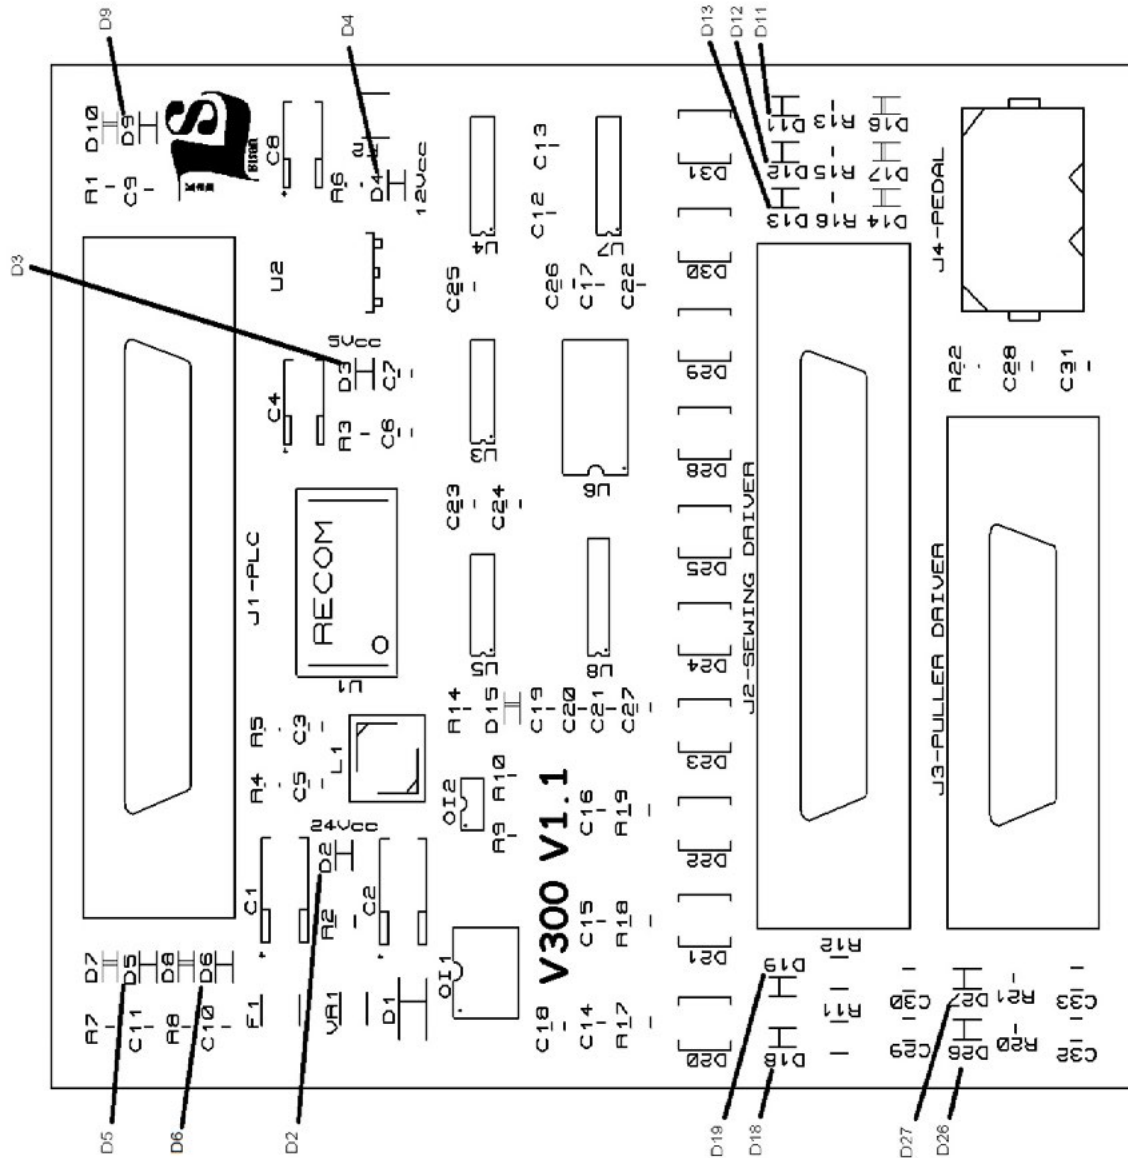 D9
D4
D13
D12
D11
D3
D5
D6
D2
D19
D18
D27
D26
R1
C9
D10
D9
LS
C8
R6
D4
12Vcc
U2
5Vcc
D3
C7
C4
R3
C6
J1-PLC
RECOM
U1
R5
C3
R4
C5
L1
24Vcc
D2
C1
R2
C2
D7
D5
D8
D6
R7
C11
R8
C10
F1
VR1
D1
OI1
OI2
R10
R9
R14
D15
C19
C20
C21
C27
U5
U8
C23
C24
U3
U6
C25
C26
C17
C22
U4
U7
C12
C13
V300 V1.1
C16
R19
C15
R18
C18
C14
R17
D31
D30
D29
D28
D25
D24
D23
D22
D21
D20
D11
D12
D13
R13
R15
R16
D16
D17
D14
J4-PEDAL
R22
C28
C31
J2-SEWING DRIVER
J3-PULLER DRIVER
D19
D18
R12
R11
C30
C29
D27
D26
R21
R20
C33
C32